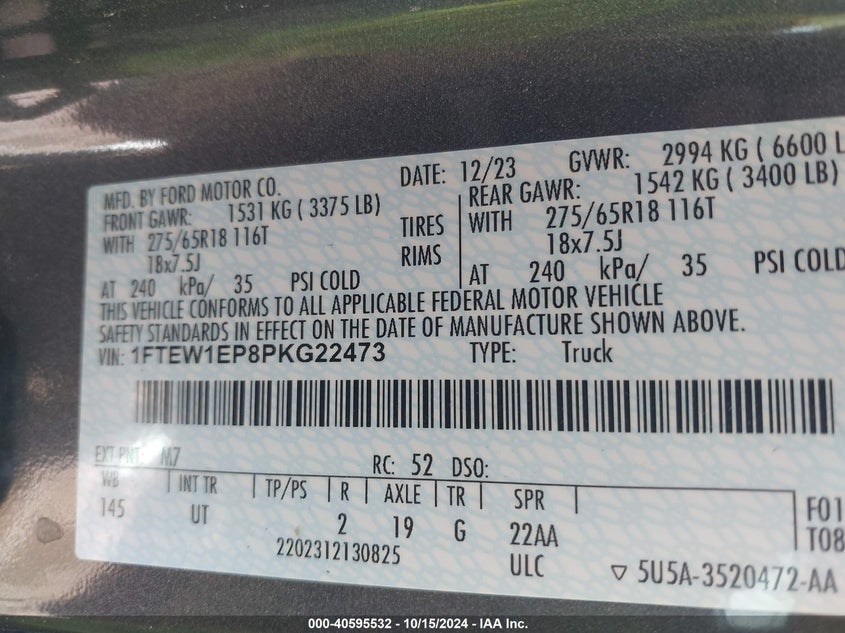 MFD. BY FORD MOTOR CO. DATE: 12/23 GVWR: 2994 KG ( 6600 L
FRONT GAWR: 1531 KG ( 3375 LB) REAR GAWR: 1542 KG ( 3400 LB)
WITH 275/65R18 116T TIRES WITH 275/65R18 116T
18x7.5J RIMS 18x7.5J
AT 240 kPa/ 35 PSI COLD AT 240 kPa/ 35 PSI COLD
THIS VEHICLE CONFORMS TO ALL APPLICABLE FEDERAL MOTOR VEHICLE
SAFETY STANDARDS IN EFFECT ON THE DATE OF MANUFACTURE SHOWN ABOVE.
VIN: 1FTEW1EP8PKG22473 TYPE: Truck
EXT PNT: M7 RC: 52 DSO:
WB INT TR TP/PS R AXLE TR SPR
145 UT 2 19 G 22AA F01
2202312130825 ULC T08
▽ 5U5A-3520472-AA
000-40595532 - 10/15/2024 - IAA Inc.